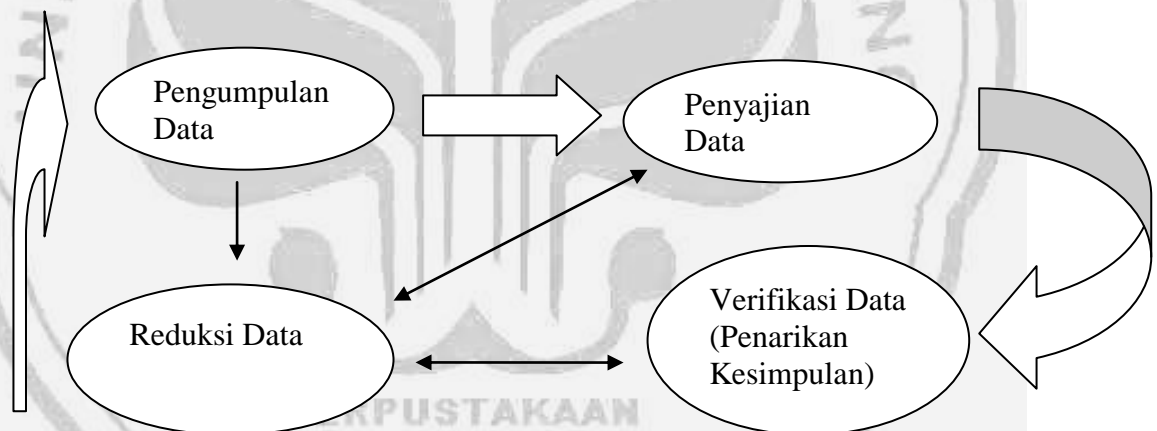 Pengumpulan
Data
Penyajian
Data
Reduksi Data
Verifikasi Data
(Penarikan
Kesimpulan)
ERPUSTAKAAN